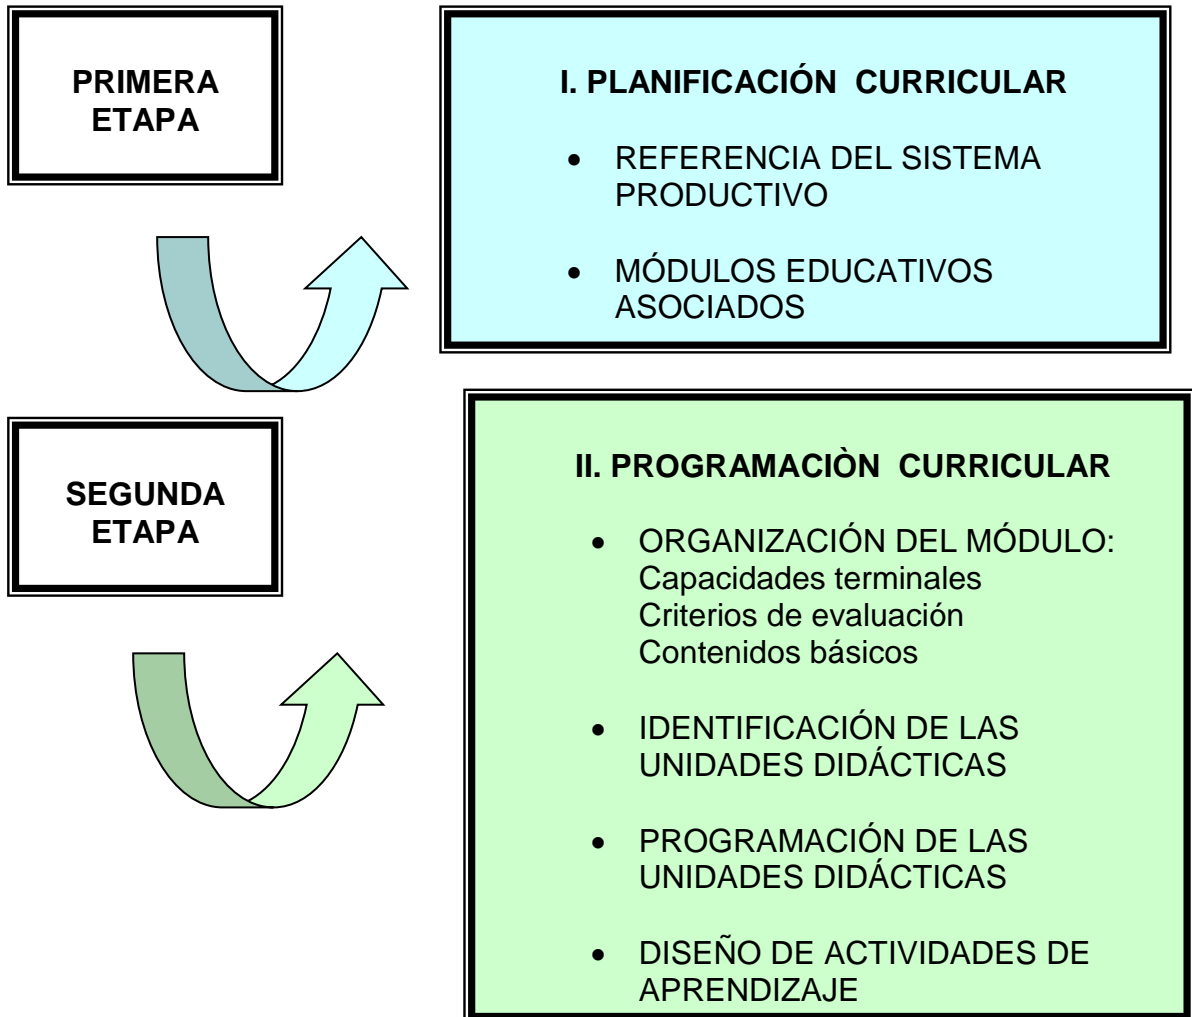 PRIMERA
ETAPA
I. PLANIFICACIÓN CURRICULAR
• REFERENCIA DEL SISTEMA
PRODUCTIVO
• MÓDULOS EDUCATIVOS
ASOCIADOS
SEGUNDA
ETAPA
II. PROGRAMACIÒN CURRICULAR
• ORGANIZACIÓN DEL MÓDULO:
Capacidades terminales
Criterios de evaluación
Contenidos básicos
• IDENTIFICACIÓN DE LAS
UNIDADES DIDÁCTICAS
• PROGRAMACIÓN DE LAS
UNIDADES DIDÁCTICAS
• DISEÑO DE ACTIVIDADES DE
APRENDIZAJE